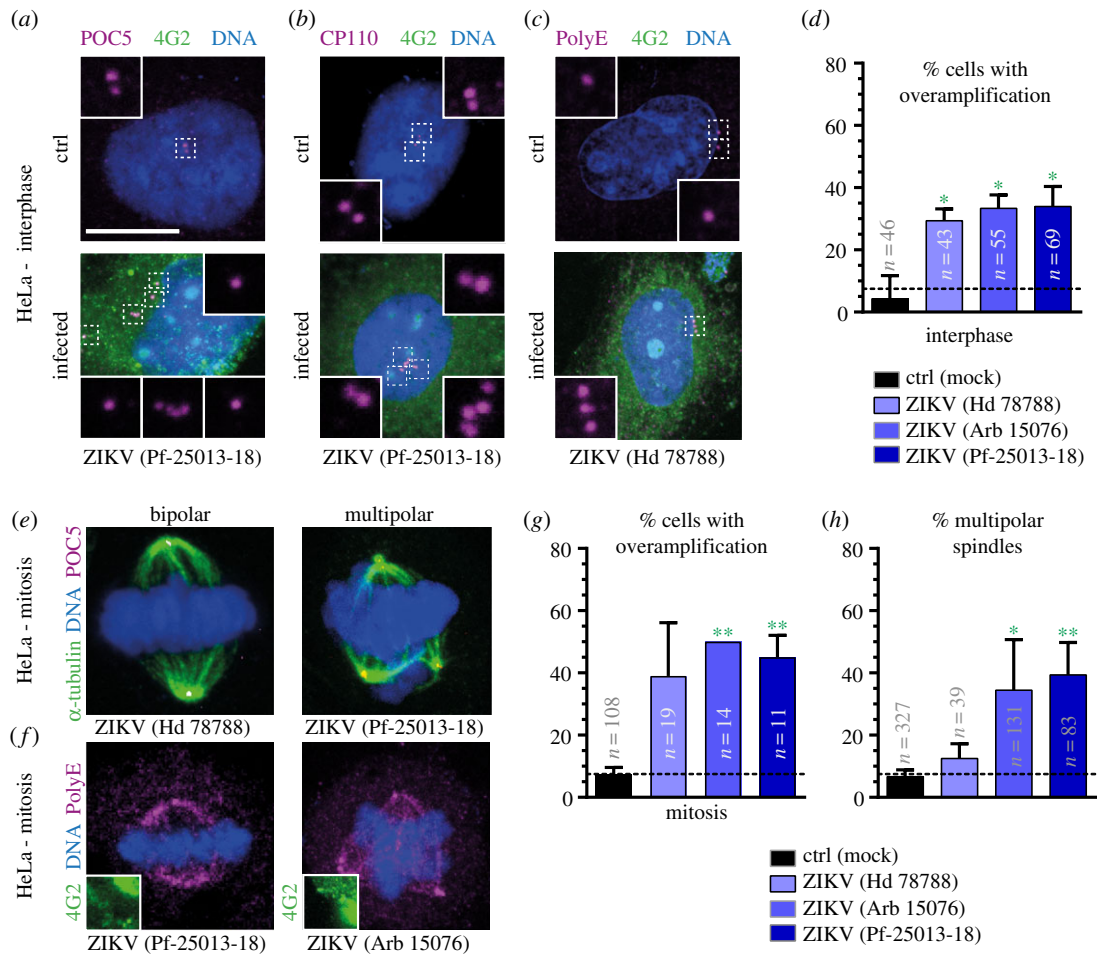 (a)
POC5 4G2 DNA
(b)
CP110 4G2 DNA
(c)
PolyE 4G2 DNA
HeLa - interphase
ctrl
infected
ZIKV (Pf-25013-18)
ZIKV (Pf-25013-18)
ZIKV (Hd 78788)
(d)
% cells with
overamplification
80
60
40
20
0
n = 46
n = 43
n = 55
n = 69
*
*
*
interphase
ctrl (mock)
ZIKV (Hd 78788)
ZIKV (Arb 15076)
ZIKV (Pf-25013-18)
(e)
bipolar
multipolar
HeLa - mitosis
α-tubulin DNA POC5
ZIKV (Hd 78788)
ZIKV (Pf-25013-18)
(f)
HeLa - mitosis
4G2 DNA PolyE
4G2
ZIKV (Pf-25013-18)
ZIKV (Arb 15076)
(g)
% cells with
overamplification
80
60
40
20
0
n = 108
n = 19
n = 14
n = 11
**
**
mitosis
(h)
% multipolar
spindles
80
60
40
20
0
n = 327
n = 39
n = 131
n = 83
*
**
ctrl (mock)
ZIKV (Hd 78788)
ZIKV (Arb 15076)
ZIKV (Pf-25013-18)